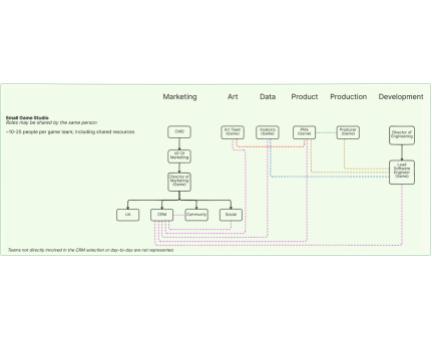 Marketing Art Data Product Production Development
Small Game Studio
Roles may be shared by the same person
~10-25 people per game team, including shared resources
CMO
VP Of
Marketing
Director of
Marketing
(Game)
UA
CRM
Community
Social
Art Team
(Game)
Analysts
(Game)
PMs
(Game)
Producer
(Game)
Director of
Engineering
Lead
Software
Engineer
(Game)
Teams not directly involved in the CRM selection or day-to-day are not represented.